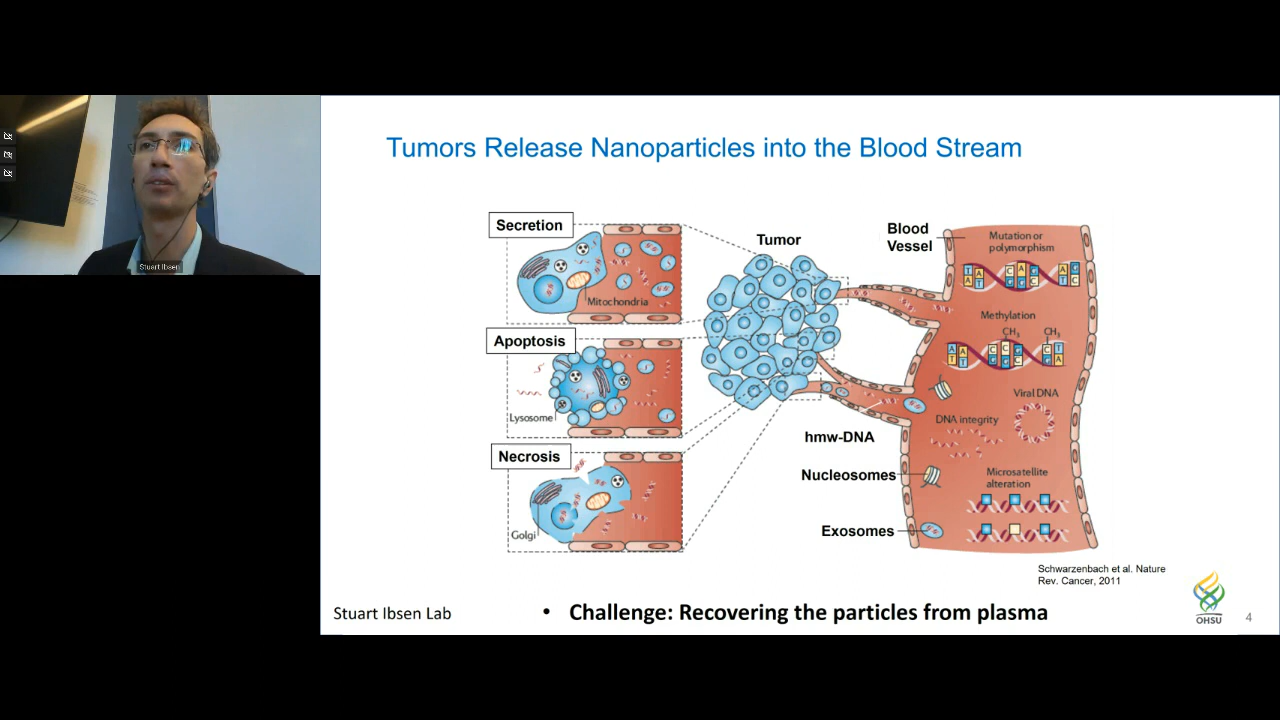 Stuart Ibsen
Tumors Release Nanoparticles into the Blood Stream
Secretion
Mitochondria
Apoptosis
Lysosome
Necrosis
Golgi
Tumor
Blood
Vessel
hmw-DNA
Nucleosomes
Exosomes
Mutation or
polymorphism
T A C A G A G
A T G G C T C
Methylation
CH3 CH3
A A C C G C T
T T G G C G A
Viral DNA
DNA integrity
Microsatellite
alteration
Schwarzenbach et al. Nature
Rev. Cancer, 2011
Stuart Ibsen Lab
• Challenge: Recovering the particles from plasma
OHSU
4